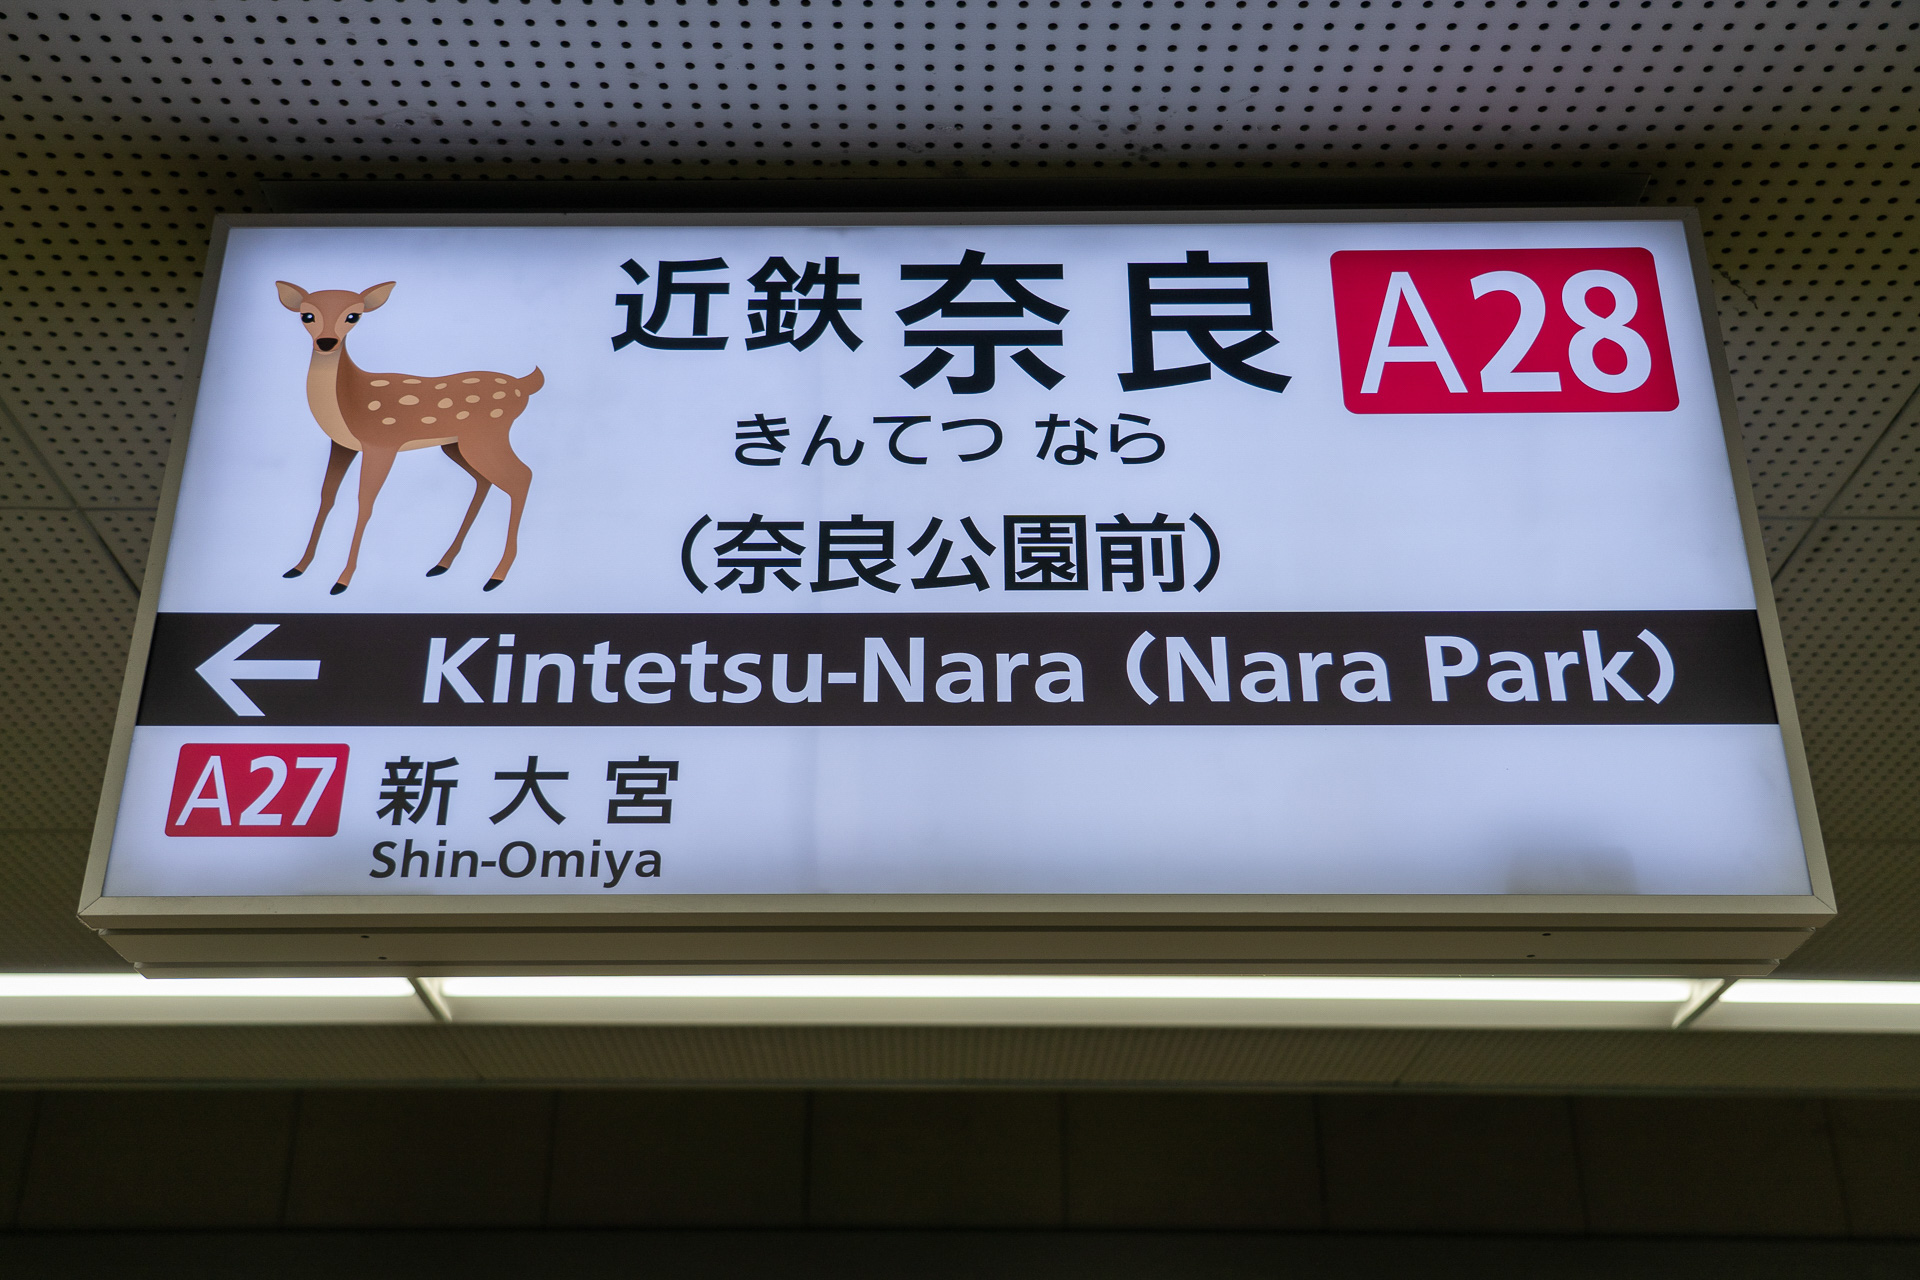 近鉄 奈良 A28
きんてつ なら
(奈良公園前)
← Kintetsu-Nara (Nara Park)
A27 新大宮
Shin-Omiya